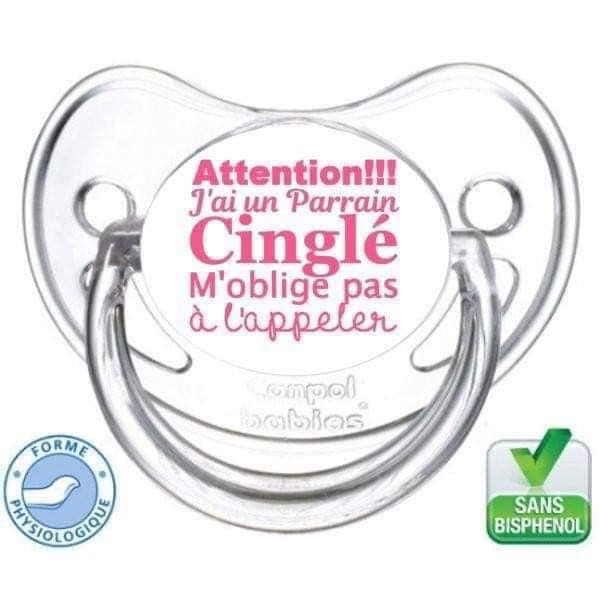 Attention!!!
J'ai un Parrain
Cinglé
M'oblige pas
à l'appeler
canpol
babies®
FORME
PHYSIOLOGIQUE
SANS
BISPHENOL